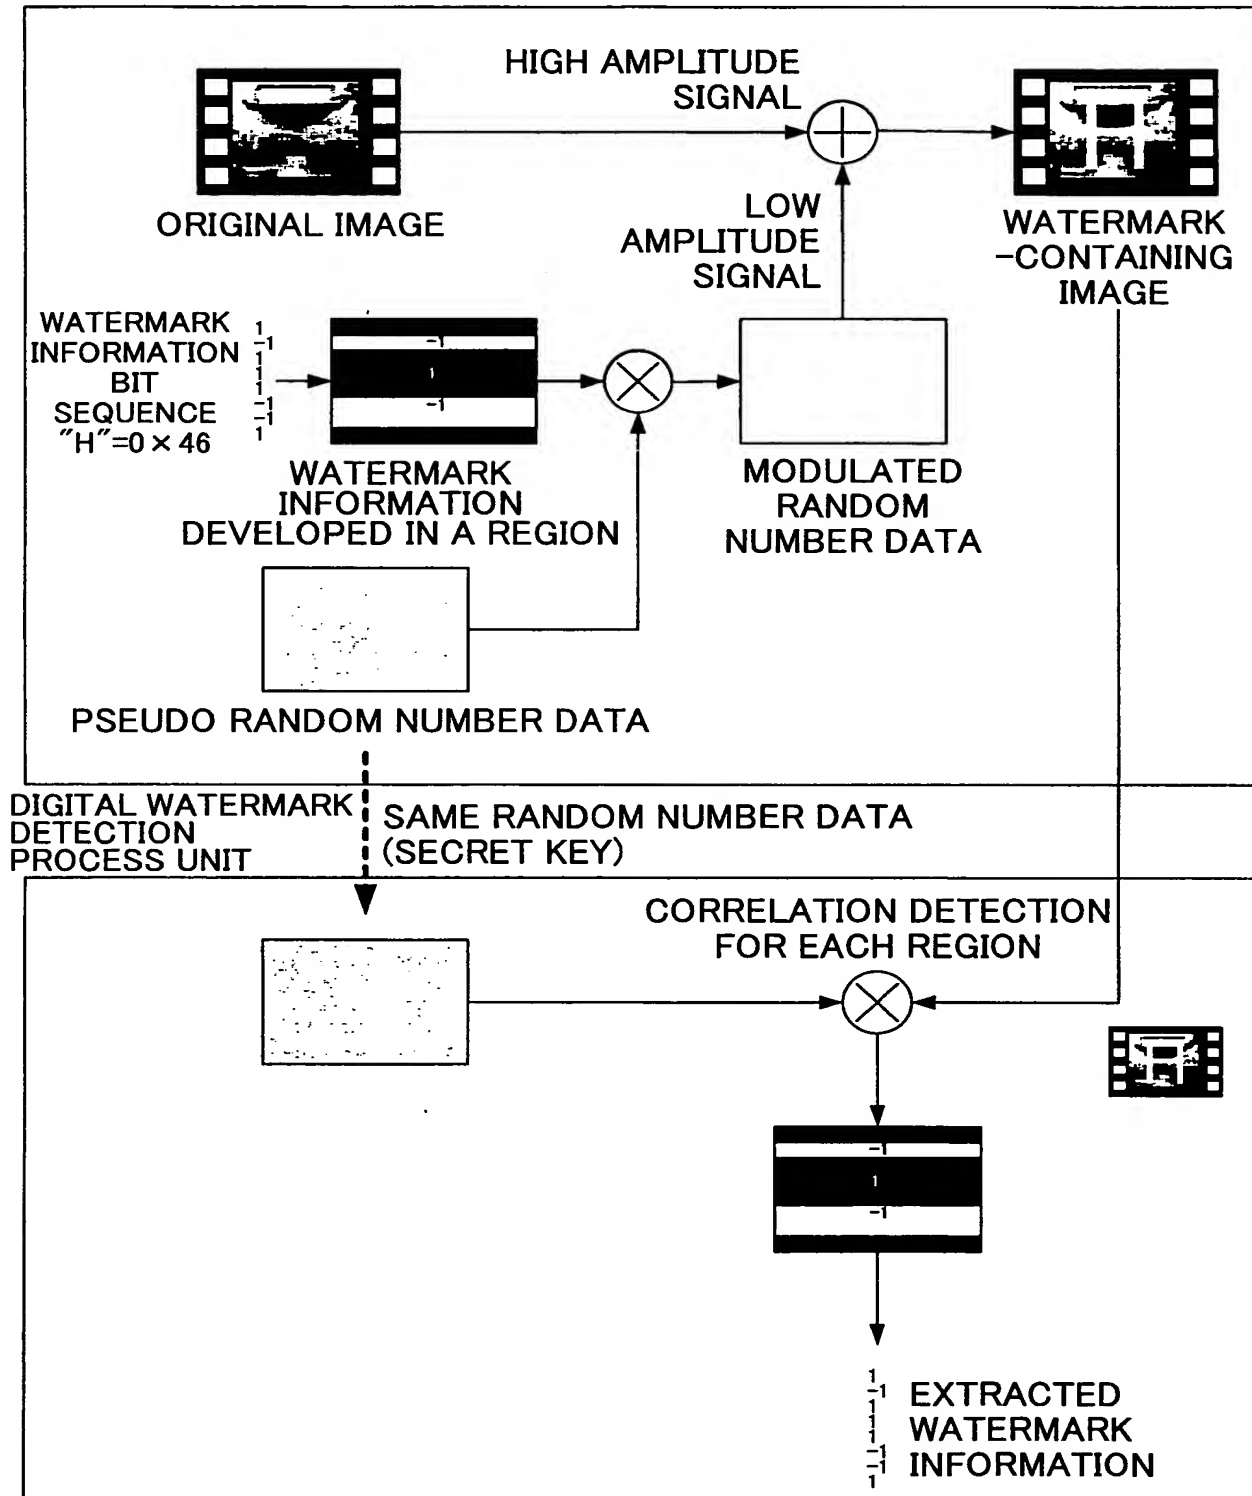 HIGH AMPLITUDE
SIGNAL
ORIGINAL IMAGE
LOW
AMPLITUDE
SIGNAL
WATERMARK
-CONTAINING
IMAGE
WATERMARK
INFORMATION
BIT
SEQUENCE
"H"=0×46
1
-1
1
1
1
-1
-1
1
-1
1
-1
WATERMARK
INFORMATION
DEVELOPED IN A REGION
MODULATED
RANDOM
NUMBER DATA
PSEUDO RANDOM NUMBER DATA
DIGITAL WATERMARK
DETECTION
PROCESS UNIT
SAME RANDOM NUMBER DATA
(SECRET KEY)
CORRELATION DETECTION
FOR EACH REGION
-1
1
-1
1
-1
1
1
1
-1
-1
1
EXTRACTED
WATERMARK
INFORMATION